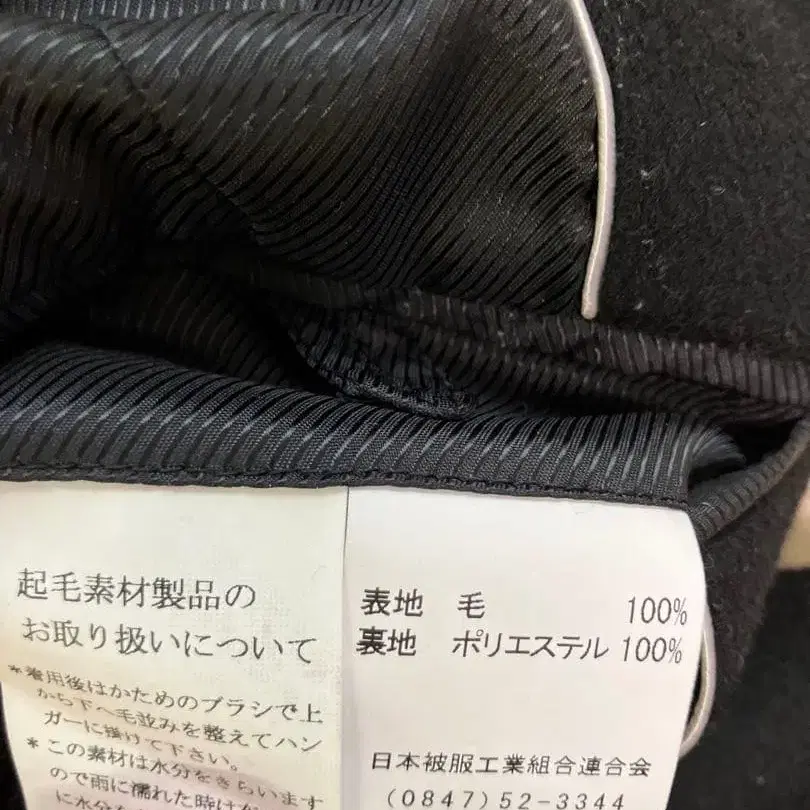 起毛素材製品の
お取り扱いについて
*着用後はかためのブラシで上
から下へ毛並みを整えてハン
ガーに掛けて下さい。
*この素材は水分をきらいます
ので雨に濡れた時は
に水分を
表地 毛 100%
裏地 ポリエステル 100%
日本被服工業組合連合会
(0847)52-3344